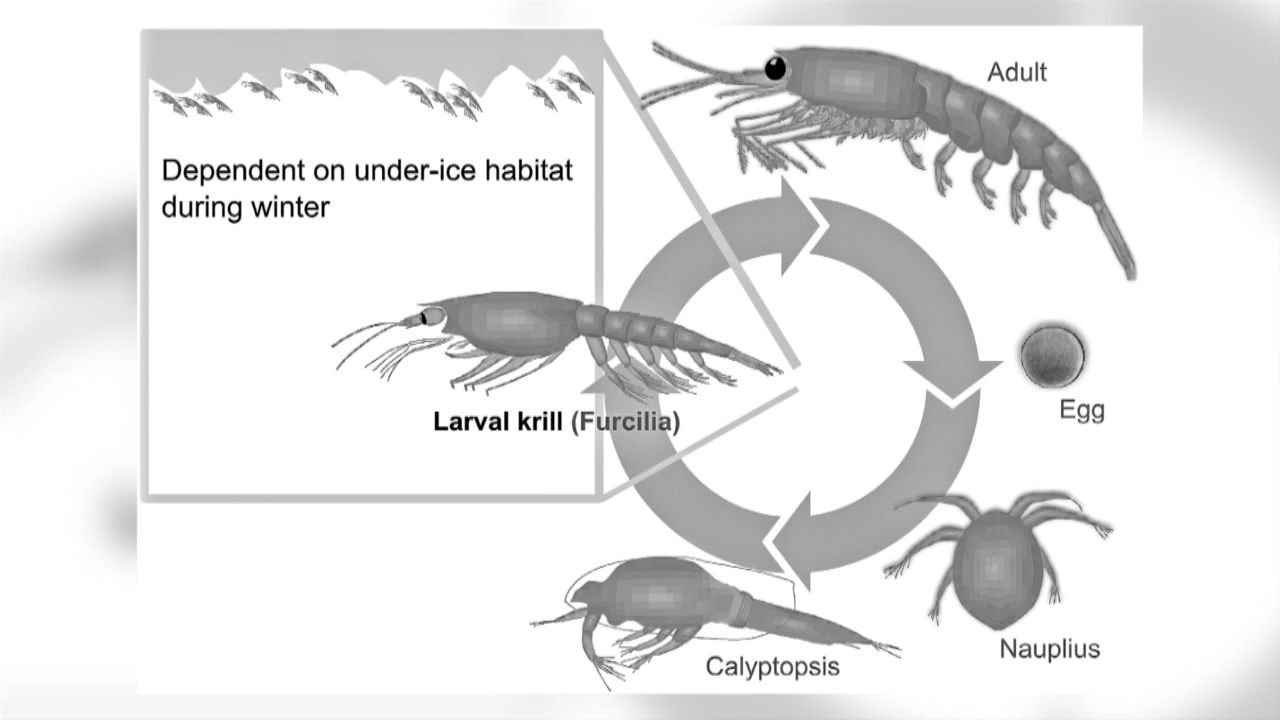 Adult
Dependent on under-ice habitat
during winter
Larval krill (Furcilia)
Egg
Nauplius
Calyptopsis